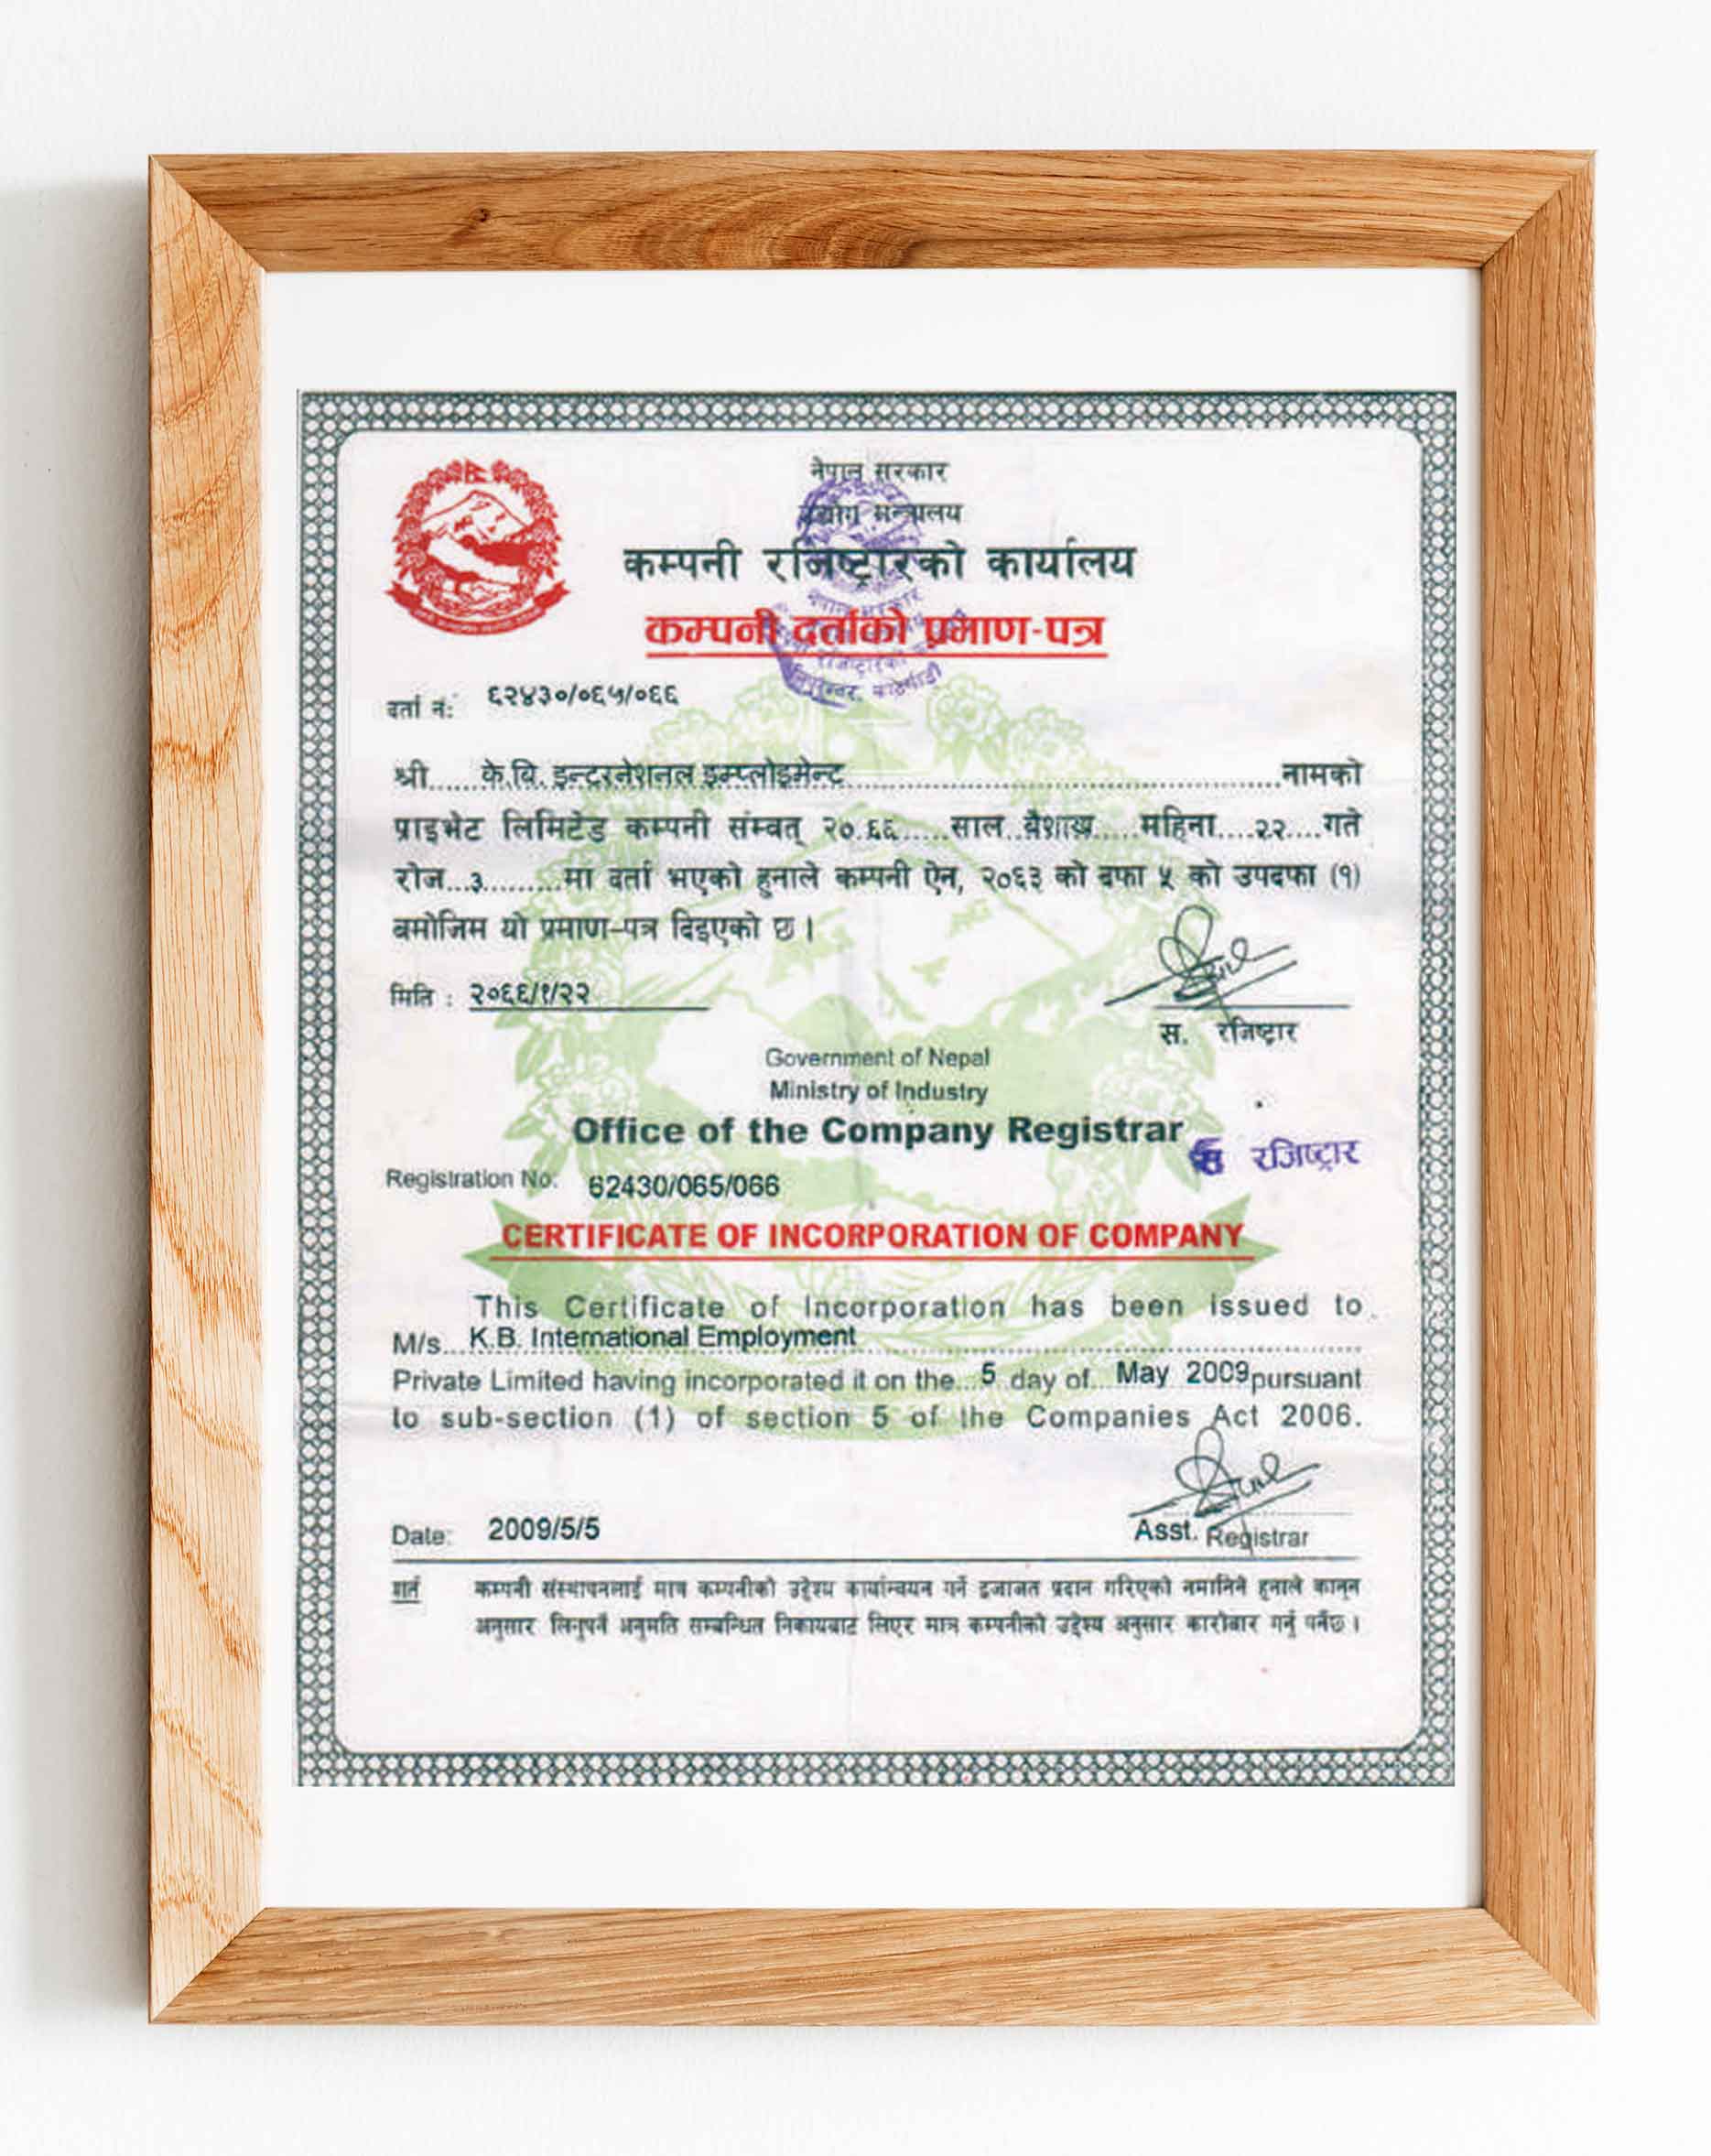 नेपाल सरकार
उद्योग मन्त्रालय
कम्पनी रजिष्ट्रारको कार्यालय
कम्पनी दर्ताको प्रमाण-पत्र
दर्ता नं: ६२४३०/०६५/०६६
श्री.....के.बि. इन्टरनेशनल इम्प्लोइमेन्ट..............................नामको
प्राइभेट लिमिटेड कम्पनी संम्वत् २०.६६.....साल..बैशाख.....महिना....२२....गते
रोज...३.........मा दर्ता भएको हुनाले कम्पनी ऐन, २०६३ को दफा ५ को उपदफा (१)
बमोजिम यो प्रमाण-पत्र दिइएको छ।
मिति : २०६६/१/२२
स. रजिष्ट्रार
Government of Nepal
Ministry of Industry
Office of the Company Registrar
स रजिष्ट्रार
Registration No: 62430/065/066
CERTIFICATE OF INCORPORATION OF COMPANY
This Certificate of Incorporation has been issued to
M/s....K.B. International Employment..............................
Private Limited having incorporated it on the...5 day of...May 2009 pursuant
to sub-section (1) of section 5 of the Companies Act 2006.
Date: 2009/5/5
Asst. Registrar
शर्त कम्पनी संस्थापनलाई मात्र कम्पनीको उद्देश्य कार्यान्वयन गर्ने इजाजत प्रदान गरिएको नमानिने हुनाले कानून
अनुसार लिनुपर्ने अनुमति सम्बन्धित निकायबाट लिएर मात्र कम्पनीको उद्देश्य अनुसार कारोबार गर्नु पर्नेछ।